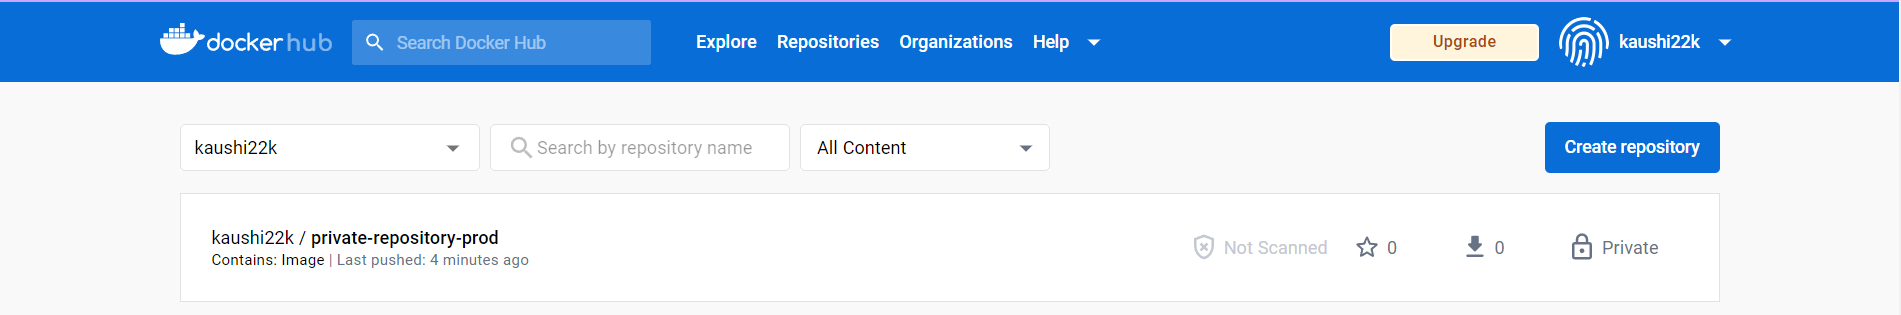 docker hub Search Docker Hub Explore Repositories Organizations Help Upgrade kaushi22k
kaushi22k Search by repository name All Content Create repository
kaushi22k / private-repository-prod
Contains: Image | Last pushed: 4 minutes ago
Not Scanned 0 0 Private